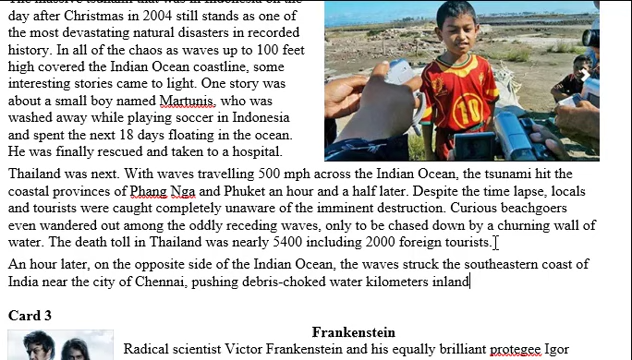 The massive tsunami that was in Indonesia on the
day after Christmas in 2004 still stands as one of
the most devastating natural disasters in recorded
history. In all of the chaos as waves up to 100 feet
high covered the Indian Ocean coastline, some
interesting stories came to light. One story was
about a small boy named Martunis, who was
washed away while playing soccer in Indonesia
and spent the next 18 days floating in the ocean.
He was finally rescued and taken to a hospital.
10
Thailand was next. With waves travelling 500 mph across the Indian Ocean, the tsunami hit the
coastal provinces of Phang Nga and Phuket an hour and a half later. Despite the time lapse, locals
and tourists were caught completely unaware of the imminent destruction. Curious beachgoers
even wandered out among the oddly receding waves, only to be chased down by a churning wall of
water. The death toll in Thailand was nearly 5400 including 2000 foreign tourists.
An hour later, on the opposite side of the Indian Ocean, the waves struck the southeastern coast of
India near the city of Chennai, pushing debris-choked water kilometers inland
Card 3
Frankenstein
Radical scientist Victor Frankenstein and his equally brilliant protegee Igor